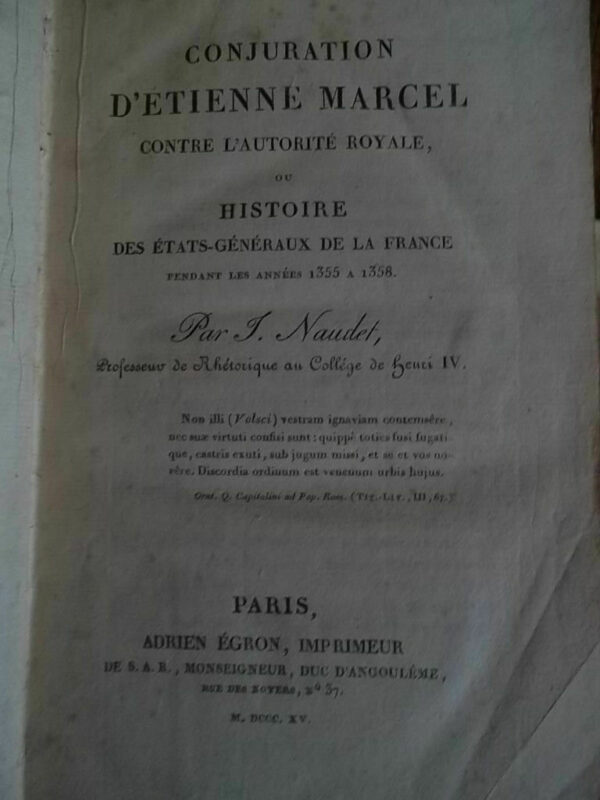 CONJURATION
D'ETIENNE MARCEL
CONTRE L'AUTORITÉ ROYALE,
OU
HISTOIRE
DES ÉTATS-GÉNÉRAUX DE LA FRANCE
PENDANT LES ANNÉES 1355 A 1358.
Par J. Naudet,
Professeur de Rhétorique au Collége de Henri IV.
Non illi (Volsci) vestram ignaviam contemsêre,
nec suæ virtuti confisi sunt : quippè toties fusi fugati-
que, castris exuti, sub jugum missi, et se et vos no-
vêre. Discordia ordinum est venenum urbis hujus.
Orat. Q. Capitolini ad Pop. Rom. (TIT.-LIV., III, 67.)
PARIS,
ADRIEN ÉGRON, IMPRIMEUR
DE S. A. R., MONSEIGNEUR, DUC D'ANGOULÉME,
RUE DES NOYERS, Nº 37.
M. DCCC. XV.